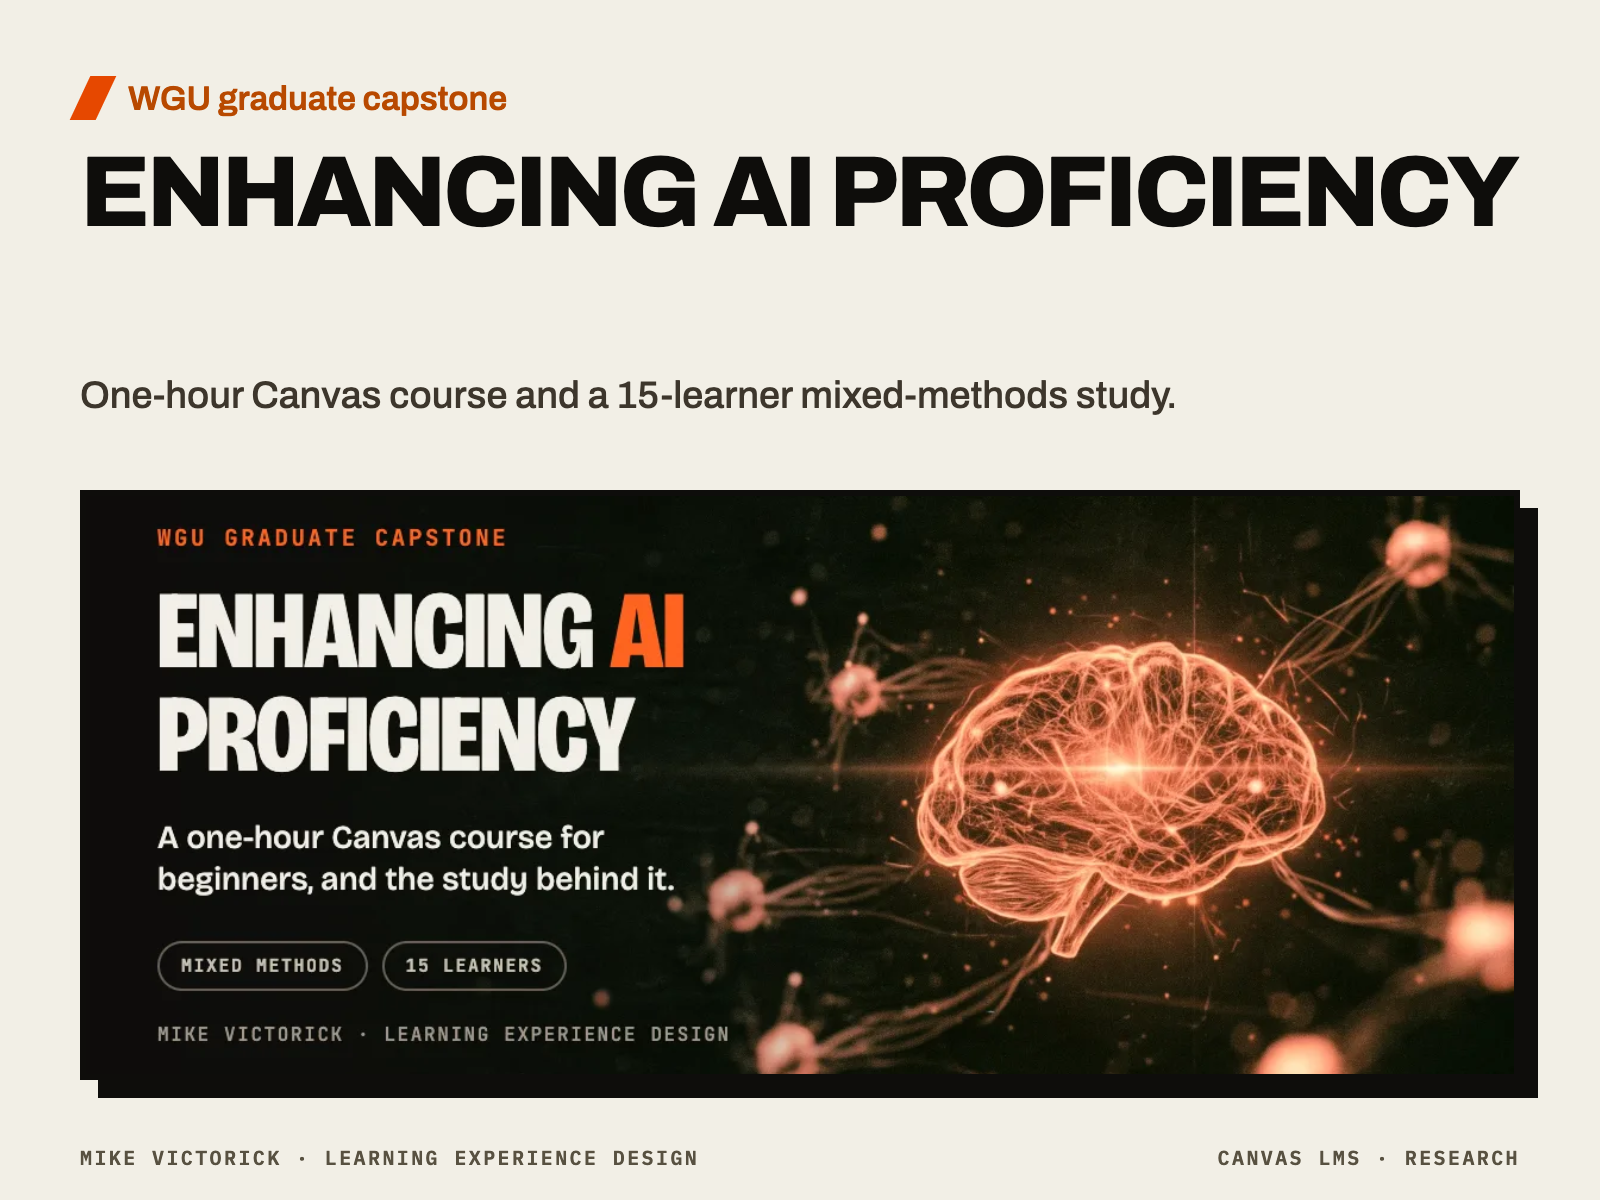 WGU graduate capstone
ENHANCING AI PROFICIENCY
One-hour Canvas course and a 15-learner mixed-methods study.
WGU GRADUATE CAPSTONE
ENHANCING AI
PROFICIENCY
A one-hour Canvas course for
beginners, and the study behind it.
MIXED METHODS
15 LEARNERS
MIKE VICTORICK · LEARNING EXPERIENCE DESIGN
MIKE VICTORICK · LEARNING EXPERIENCE DESIGN
CANVAS LMS · RESEARCH